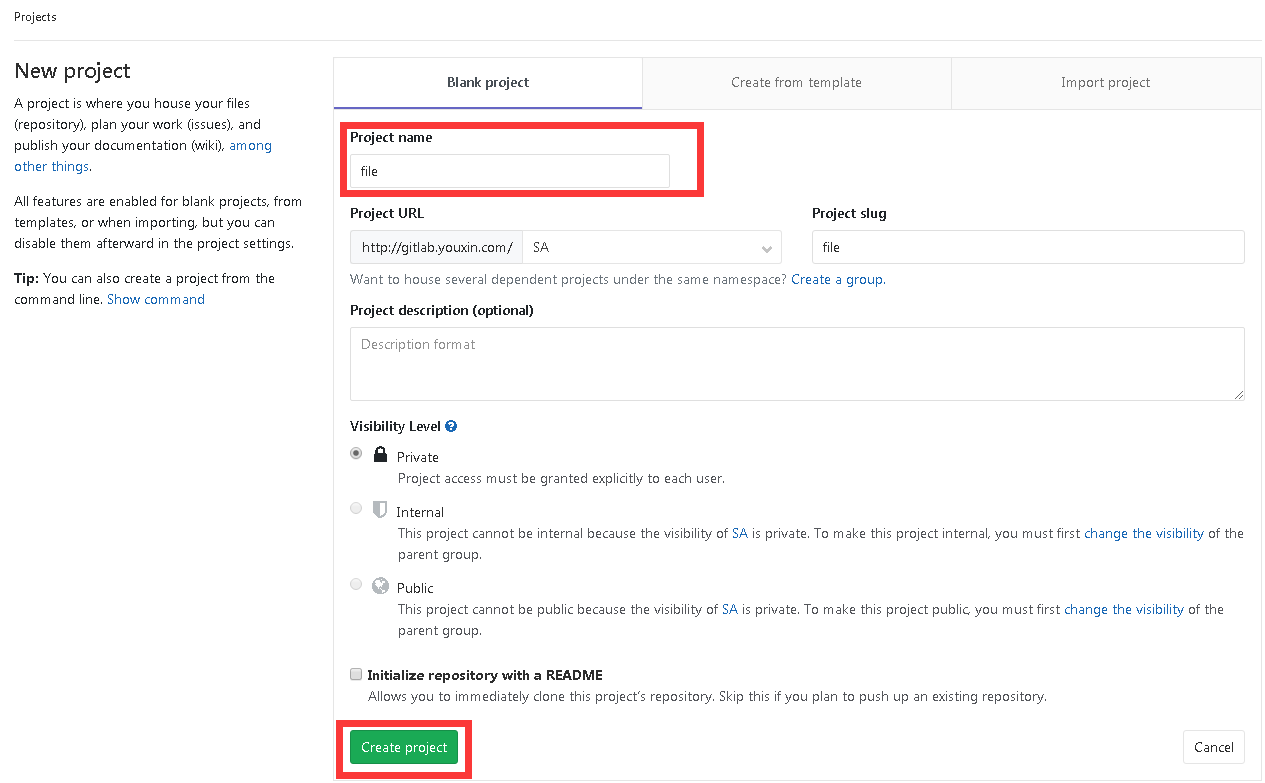 Projects
New project
A project is where you house your files
(repository), plan your work (issues), and
publish your documentation (wiki), among
other things.
All features are enabled for blank projects, from
templates, or when importing, but you can
disable them afterward in the project settings.
Tip: You can also create a project from the
command line. Show command
Blank project
Create from template
Import project
Project name
file
Project URL
http://gitlab.youxin.com/
SA
Project slug
file
Want to house several dependent projects under the same namespace? Create a group.
Project description (optional)
Description format
Visibility Level
Private
Project access must be granted explicitly to each user.
Internal
This project cannot be internal because the visibility of SA is private. To make this project internal, you must first change the visibility of the
parent group.
Public
This project cannot be public because the visibility of SA is private. To make this project public, you must first change the visibility of the
parent group.
Initialize repository with a README
Allows you to immediately clone this project's repository. Skip this if you plan to push up an existing repository.
Create project
Cancel